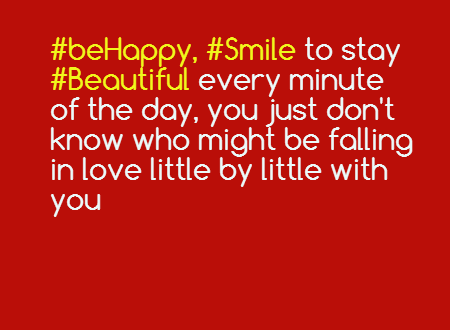 #beHappy, #Smile to stay
#Beautiful every minute
of the day, you just don't
know who might be falling
in love little by little with
you